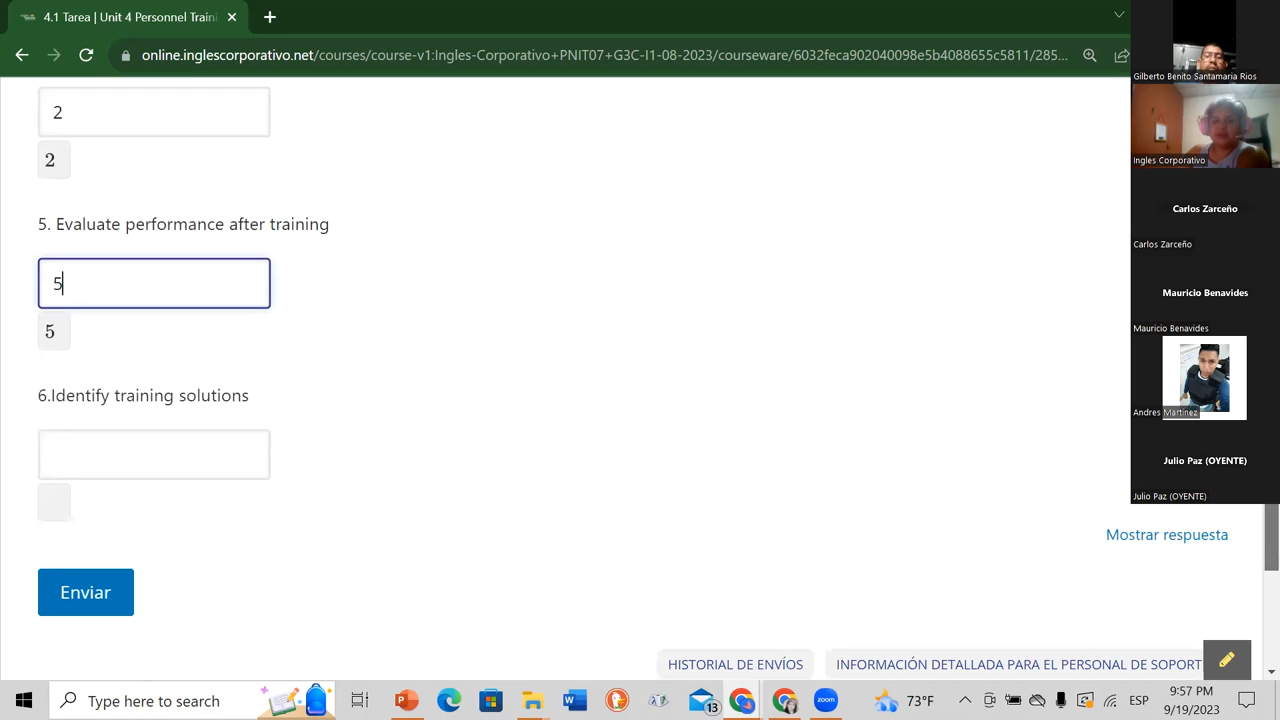 4.1 Tarea | Unit 4 Personnel Traini
online.inglescorporativo.net/courses/course-v1:Ingles-Corporativo+PNIT07+G3C-I1-08-2023/courseware/6032feca902040098e5b4088655c5811/285...
Gilberto Benito Santamaria Rios
2
2
Ingles Corporativo
Carlos Zarceño
Carlos Zarceño
5. Evaluate performance after training
5
5
Mauricio Benavides
Mauricio Benavides
6.Identify training solutions
Andres Martinez
Julio Paz (OYENTE)
Julio Paz (OYENTE)
Mostrar respuesta
Enviar
HISTORIAL DE ENVÍOS
INFORMACIÓN DETALLADA PARA EL PERSONAL DE SOPORT
Type here to search
13
zoom
73°F
ESP
9:57 PM
9/19/2023